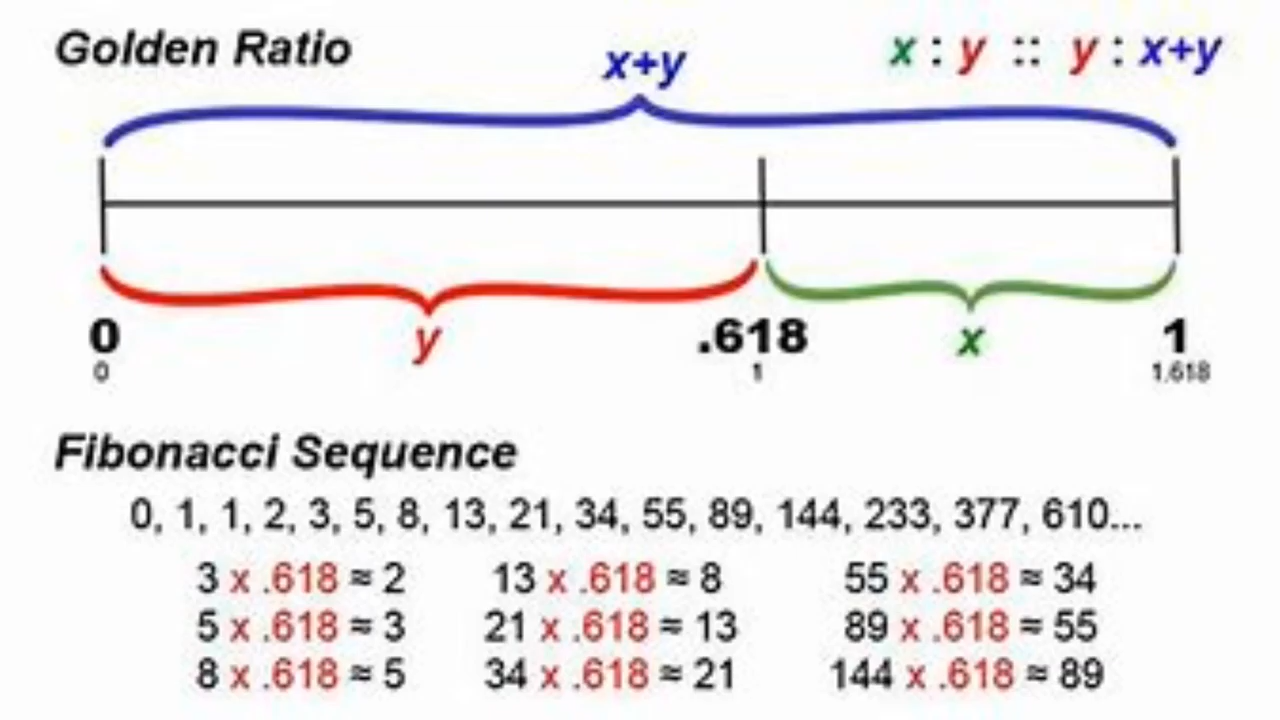 Golden Ratio
x+y
x : y :: y : x+y
0 y .618 x 1
0 1 1.618
Fibonacci Sequence
0, 1, 1, 2, 3, 5, 8, 13, 21, 34, 55, 89, 144, 233, 377, 610...
3 x .618 ≈ 2 13 x .618 ≈ 8 55 x .618 ≈ 34
5 x .618 ≈ 3 21 x .618 ≈ 13 89 x .618 ≈ 55
8 x .618 ≈ 5 34 x .618 ≈ 21 144 x .618 ≈ 89